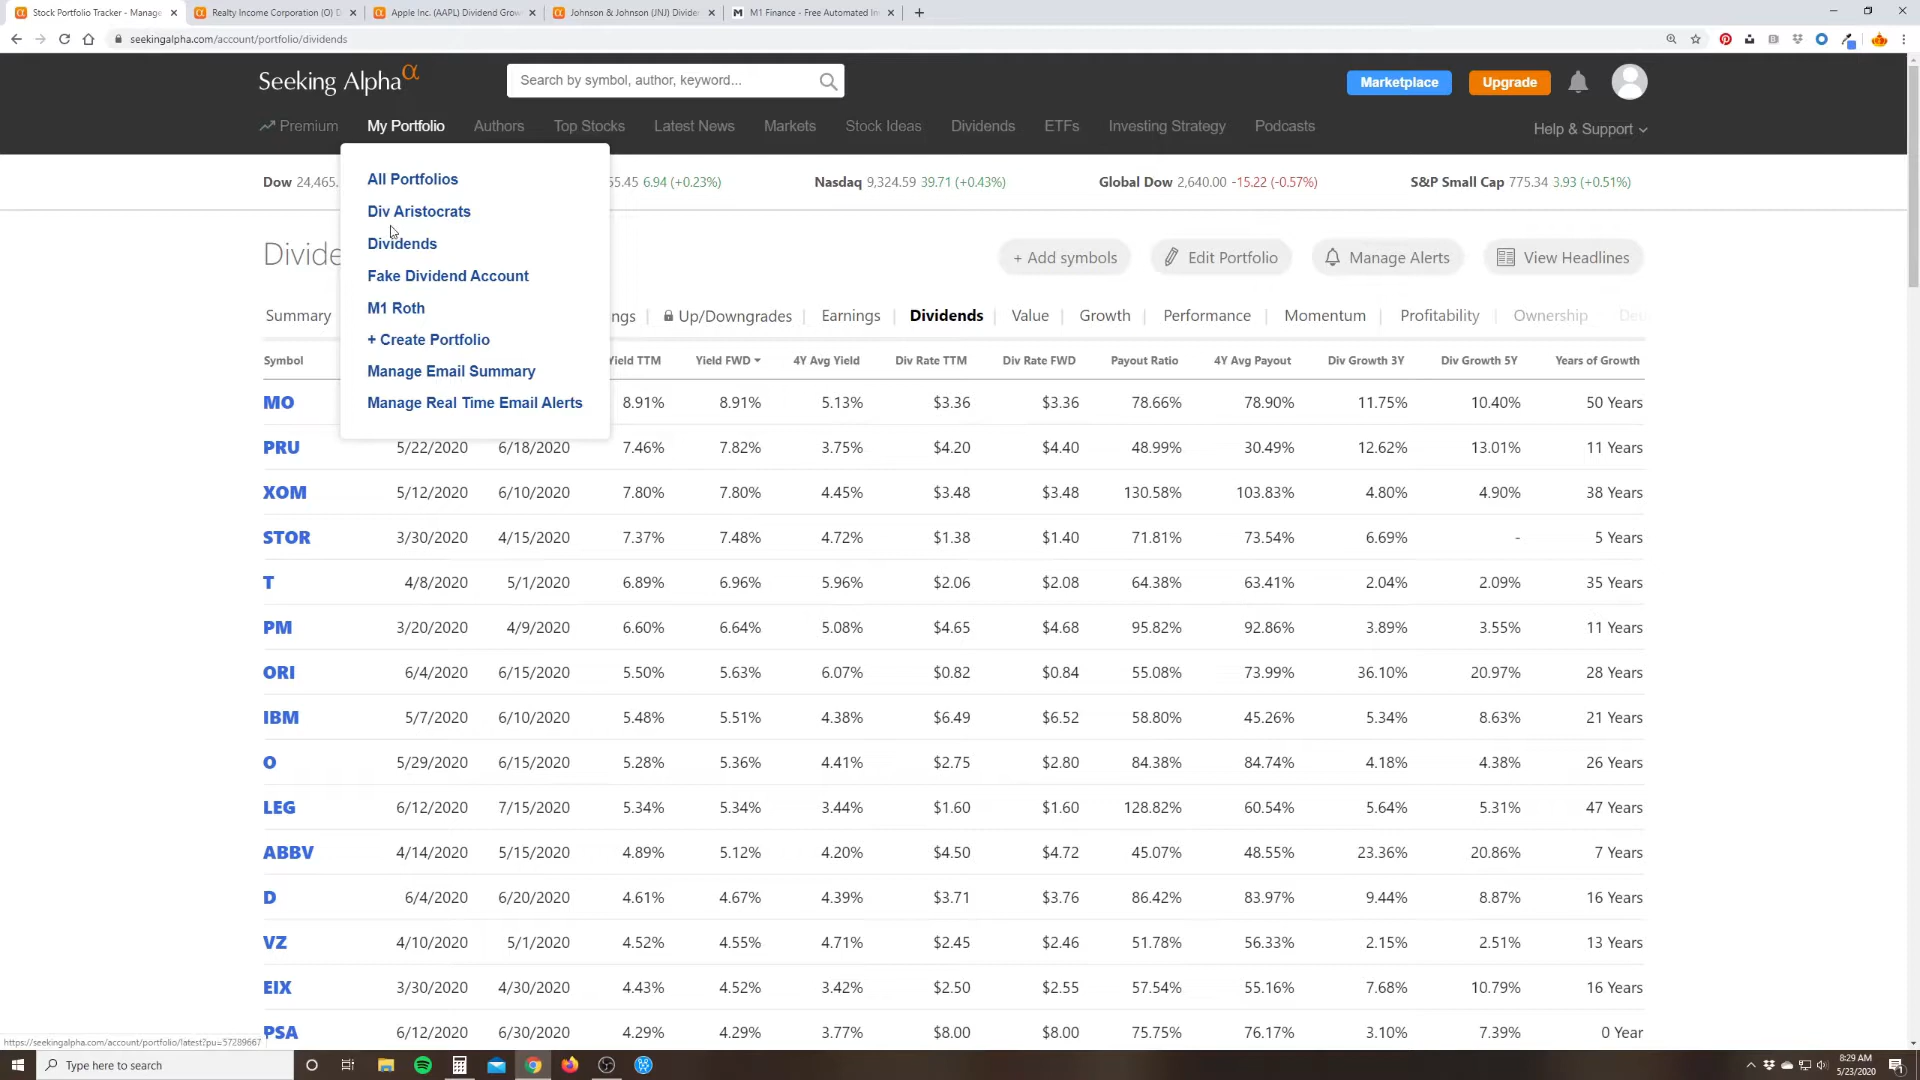 Stock Portfolio Tracker - Manage
Realty Income Corporation (O) D
Apple Inc. (AAPL) Dividend Grow
Johnson & Johnson (JNJ) Divide
M1 Finance - Free Automated In
seekingalpha.com/account/portfolio/dividends
Seeking Alpha α
Search by symbol, author, keyword...
Marketplace
Upgrade
Premium My Portfolio Authors Top Stocks Latest News Markets Stock Ideas Dividends ETFs Investing Strategy Podcasts Help & Support
Dow 24,465. 55.45 6.94 (+0.23%) Nasdaq 9,324.59 39.71 (+0.43%) Global Dow 2,640.00 -15.22 (-0.57%) S&P Small Cap 775.34 3.93 (+0.51%)
All Portfolios
Div Aristocrats
Dividends
Fake Dividend Account
M1 Roth
+ Create Portfolio
Manage Email Summary
Manage Real Time Email Alerts
Divide
+ Add symbols
Edit Portfolio
Manage Alerts
View Headlines
Summary ngs Up/Downgrades Earnings Dividends Value Growth Performance Momentum Profitability Ownership
Symbol Yield TTM Yield FWD 4Y Avg Yield Div Rate TTM Div Rate FWD Payout Ratio 4Y Avg Payout Div Growth 3Y Div Growth 5Y Years of Growth
MO 8.91% 8.91% 5.13% $3.36 $3.36 78.66% 78.90% 11.75% 10.40% 50 Years
PRU 5/22/2020 6/18/2020 7.46% 7.82% 3.75% $4.20 $4.40 48.99% 30.49% 12.62% 13.01% 11 Years
XOM 5/12/2020 6/10/2020 7.80% 7.80% 4.45% $3.48 $3.48 130.58% 103.83% 4.80% 4.90% 38 Years
STOR 3/30/2020 4/15/2020 7.37% 7.48% 4.72% $1.38 $1.40 71.81% 73.54% 6.69% - 5 Years
T 4/8/2020 5/1/2020 6.89% 6.96% 5.96% $2.06 $2.08 64.38% 63.41% 2.04% 2.09% 35 Years
PM 3/20/2020 4/9/2020 6.60% 6.64% 5.08% $4.65 $4.68 95.82% 92.86% 3.89% 3.55% 11 Years
ORI 6/4/2020 6/15/2020 5.50% 5.63% 6.07% $0.82 $0.84 55.08% 73.99% 36.10% 20.97% 28 Years
IBM 5/7/2020 6/10/2020 5.48% 5.51% 4.38% $6.49 $6.52 58.80% 45.26% 5.34% 8.63% 21 Years
O 5/29/2020 6/15/2020 5.28% 5.36% 4.41% $2.75 $2.80 84.38% 84.74% 4.18% 4.38% 26 Years
LEG 6/12/2020 7/15/2020 5.34% 5.34% 3.44% $1.60 $1.60 128.82% 60.54% 5.64% 5.31% 47 Years
ABBV 4/14/2020 5/15/2020 4.89% 5.12% 4.20% $4.50 $4.72 45.07% 48.55% 23.36% 20.86% 7 Years
D 6/4/2020 6/20/2020 4.61% 4.67% 4.39% $3.71 $3.76 86.42% 83.97% 9.44% 8.87% 16 Years
VZ 4/10/2020 5/1/2020 4.52% 4.55% 4.71% $2.45 $2.46 51.78% 56.33% 2.15% 2.51% 13 Years
EIX 3/30/2020 4/30/2020 4.43% 4.52% 3.42% $2.50 $2.55 57.54% 55.16% 7.68% 10.79% 16 Years
PSA 6/12/2020 6/30/2020 4.29% 4.29% 3.77% $8.00 $8.00 75.75% 76.17% 3.10% 7.39% 0 Year
https://seekingalpha.com/account/portfolio/latest?pu=57289667
Type here to search
8:29 AM
5/23/2020